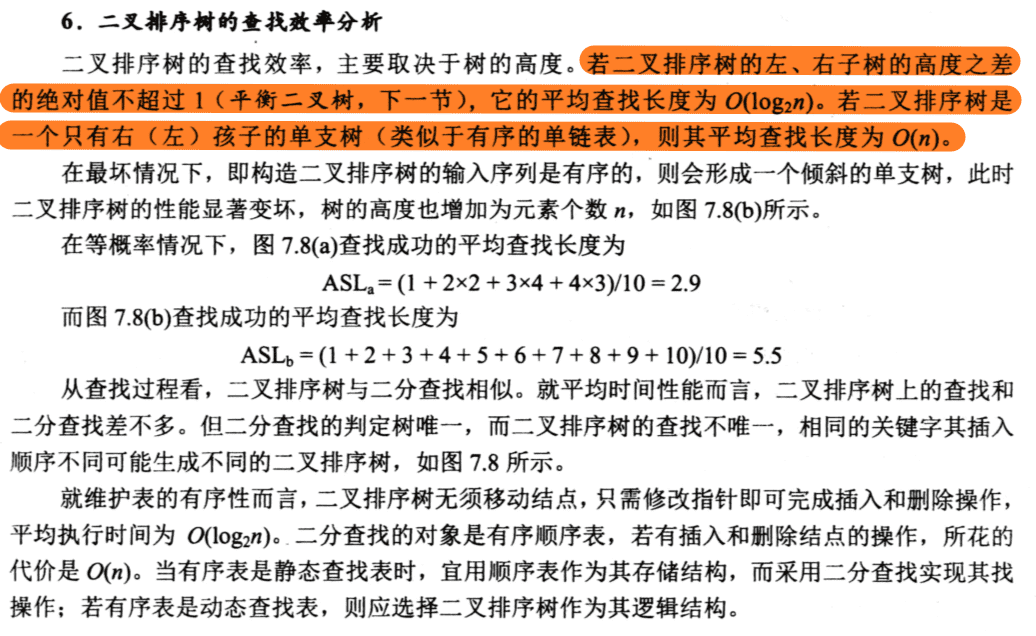 6．二叉排序树的查找效率分析
二叉排序树的查找效率，主要取决于树的高度。若二叉排序树的左、右子树的高度之差
的绝对值不超过 1（平衡二叉树，下一节），它的平均查找长度为 O(log₂n)。若二叉排序树是
一个只有右（左）孩子的单支树（类似于有序的单链表），则其平均查找长度为 O(n)。
在最坏情况下，即构造二叉排序树的输入序列是有序的，则会形成一个倾斜的单支树，此时
二叉排序树的性能显著变坏，树的高度也增加为元素个数 n，如图 7.8(b)所示。
在等概率情况下，图 7.8(a)查找成功的平均查找长度为
ASLₐ = (1 + 2×2 + 3×4 + 4×3)/10 = 2.9
而图 7.8(b)查找成功的平均查找长度为
ASL_b = (1 + 2 + 3 + 4 + 5 + 6 + 7 + 8 + 9 + 10)/10 = 5.5
从查找过程看，二叉排序树与二分查找相似。就平均时间性能而言，二叉排序树上的查找和
二分查找差不多。但二分查找的判定树唯一，而二叉排序树的查找不唯一，相同的关键字其插入
顺序不同可能生成不同的二叉排序树，如图 7.8 所示。
就维护表的有序性而言，二叉排序树无须移动结点，只需修改指针即可完成插入和删除操作，
平均执行时间为 O(log₂n)。二分查找的对象是有序顺序表，若有插入和删除结点的操作，所花的
代价是 O(n)。当有序表是静态查找表时，宜用顺序表作为其存储结构，而采用二分查找实现其找
操作；若有序表是动态查找表，则应选择二叉排序树作为其逻辑结构。